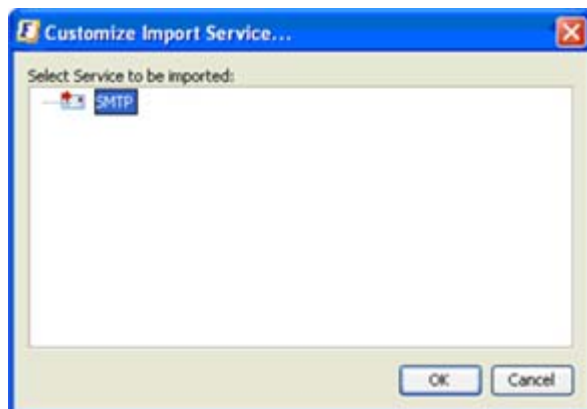 Customize Import Service...
Select Service to be imported:
SMTP
OK Cancel